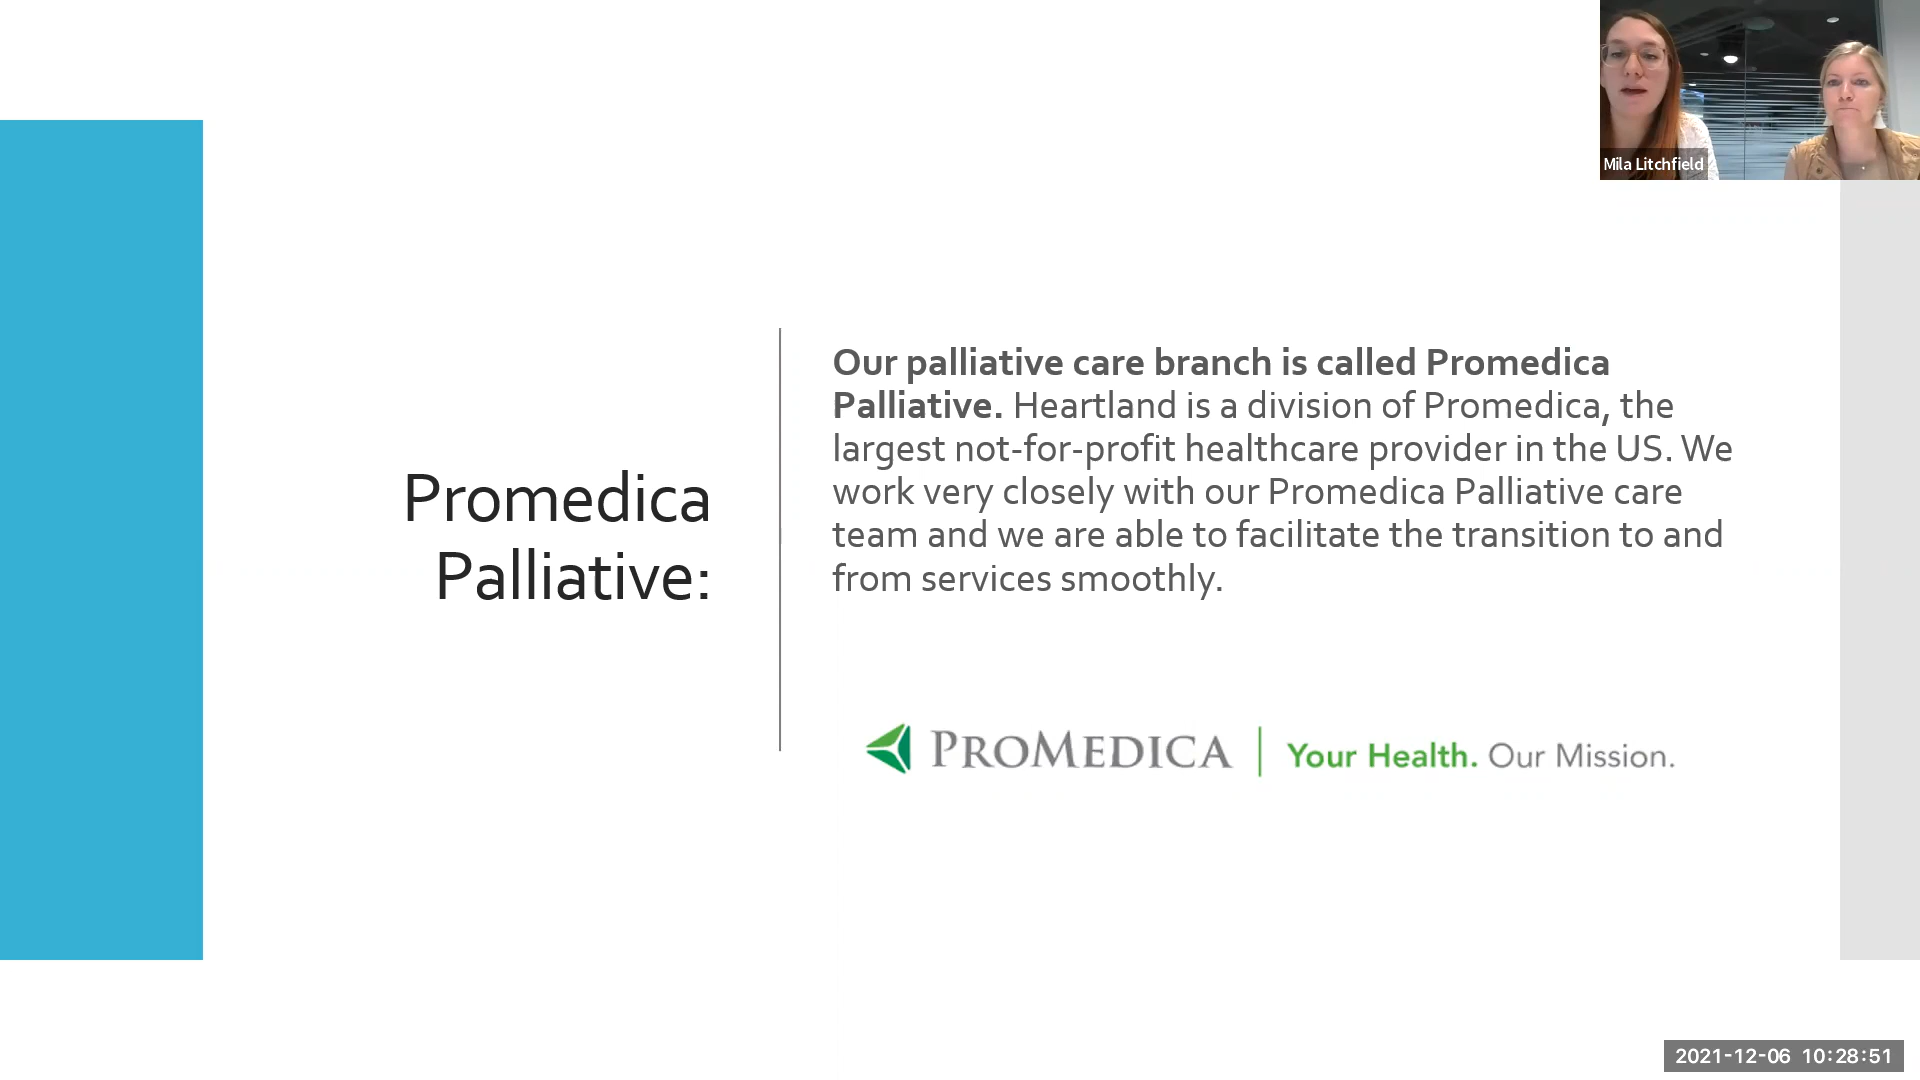 Mila Litchfield
Promedica
Palliative:
Our palliative care branch is called Promedica
Palliative. Heartland is a division of Promedica, the
largest not-for-profit healthcare provider in the US. We
work very closely with our Promedica Palliative care
team and we are able to facilitate the transition to and
from services smoothly.
PROMEDICA | Your Health. Our Mission.
2021-12-06 10:28:51